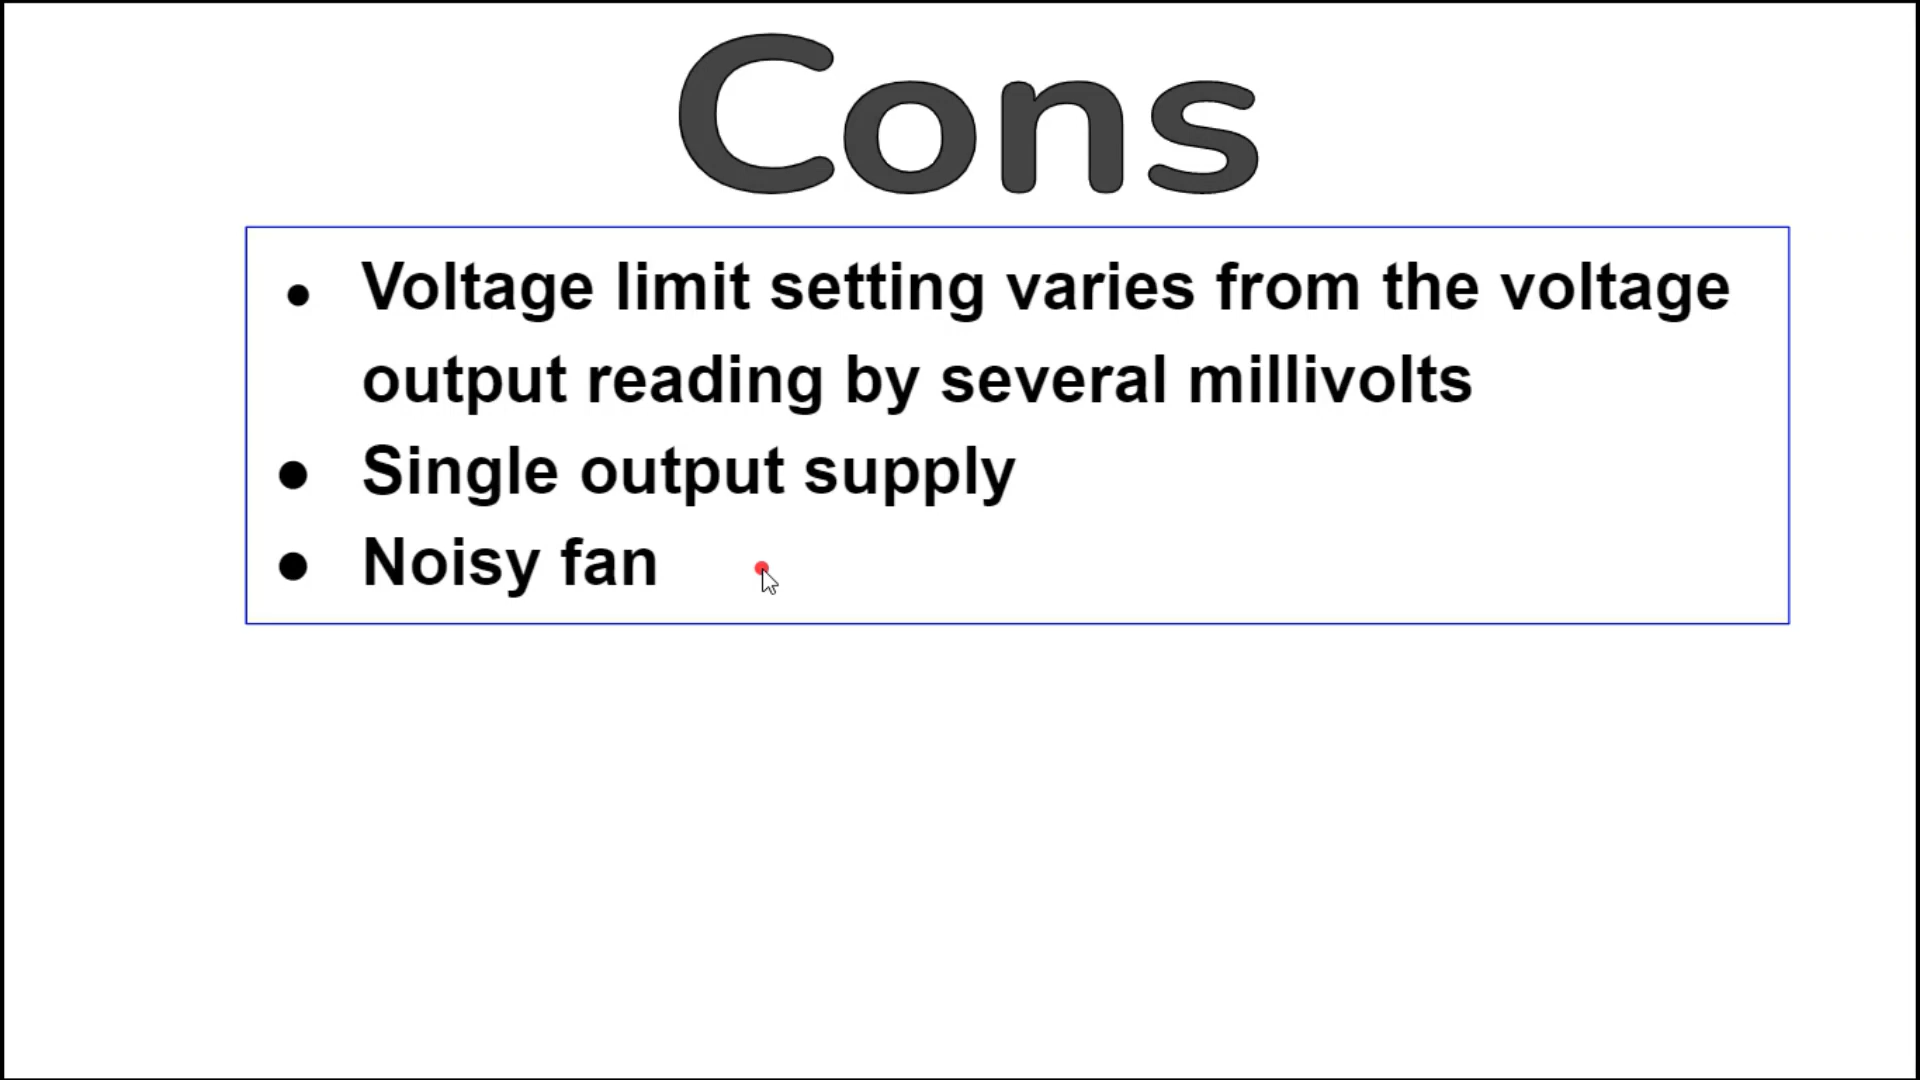 Cons
• Voltage limit setting varies from the voltage
output reading by several millivolts
• Single output supply
• Noisy fan